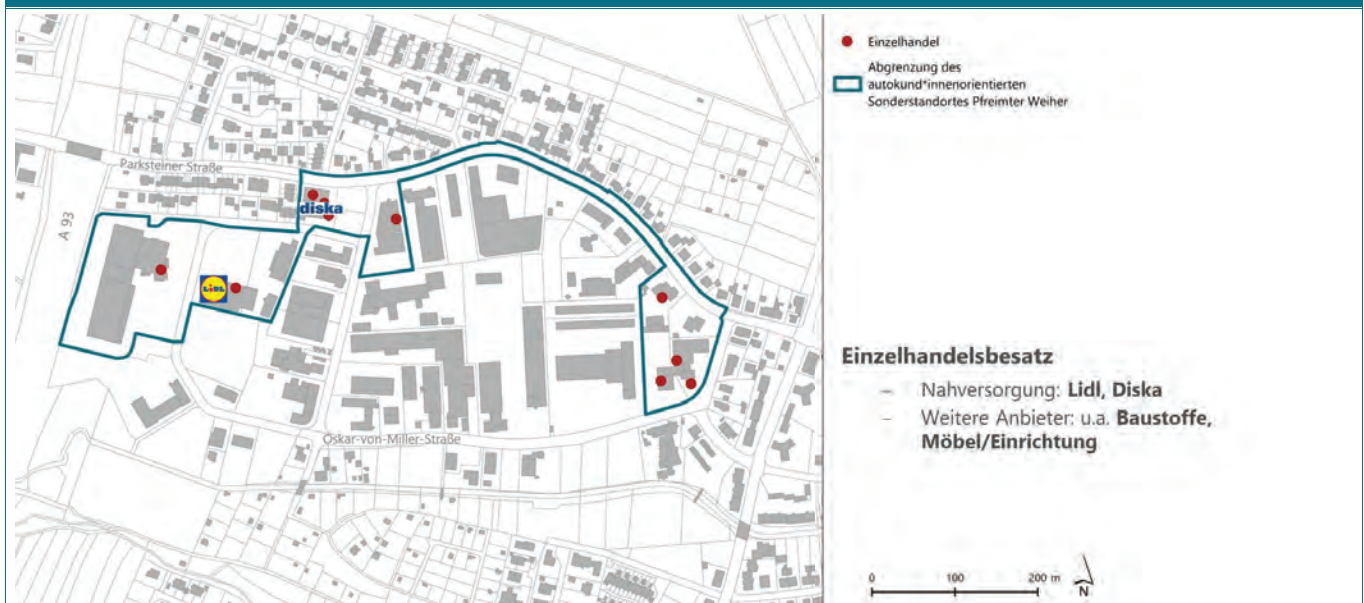 Einzelhandel
Abgrenzung des
autokund*innenorientierten
Sonderstandortes Pfreimter Weiher
Parksteiner Straße
A 93
diska
LIDL
Oskar-von-Miller-Straße
Einzelhandelsbesatz
– Nahversorgung: Lidl, Diska
– Weitere Anbieter: u.a. Baustoffe,
Möbel/Einrichtung
0 100 200 m
N